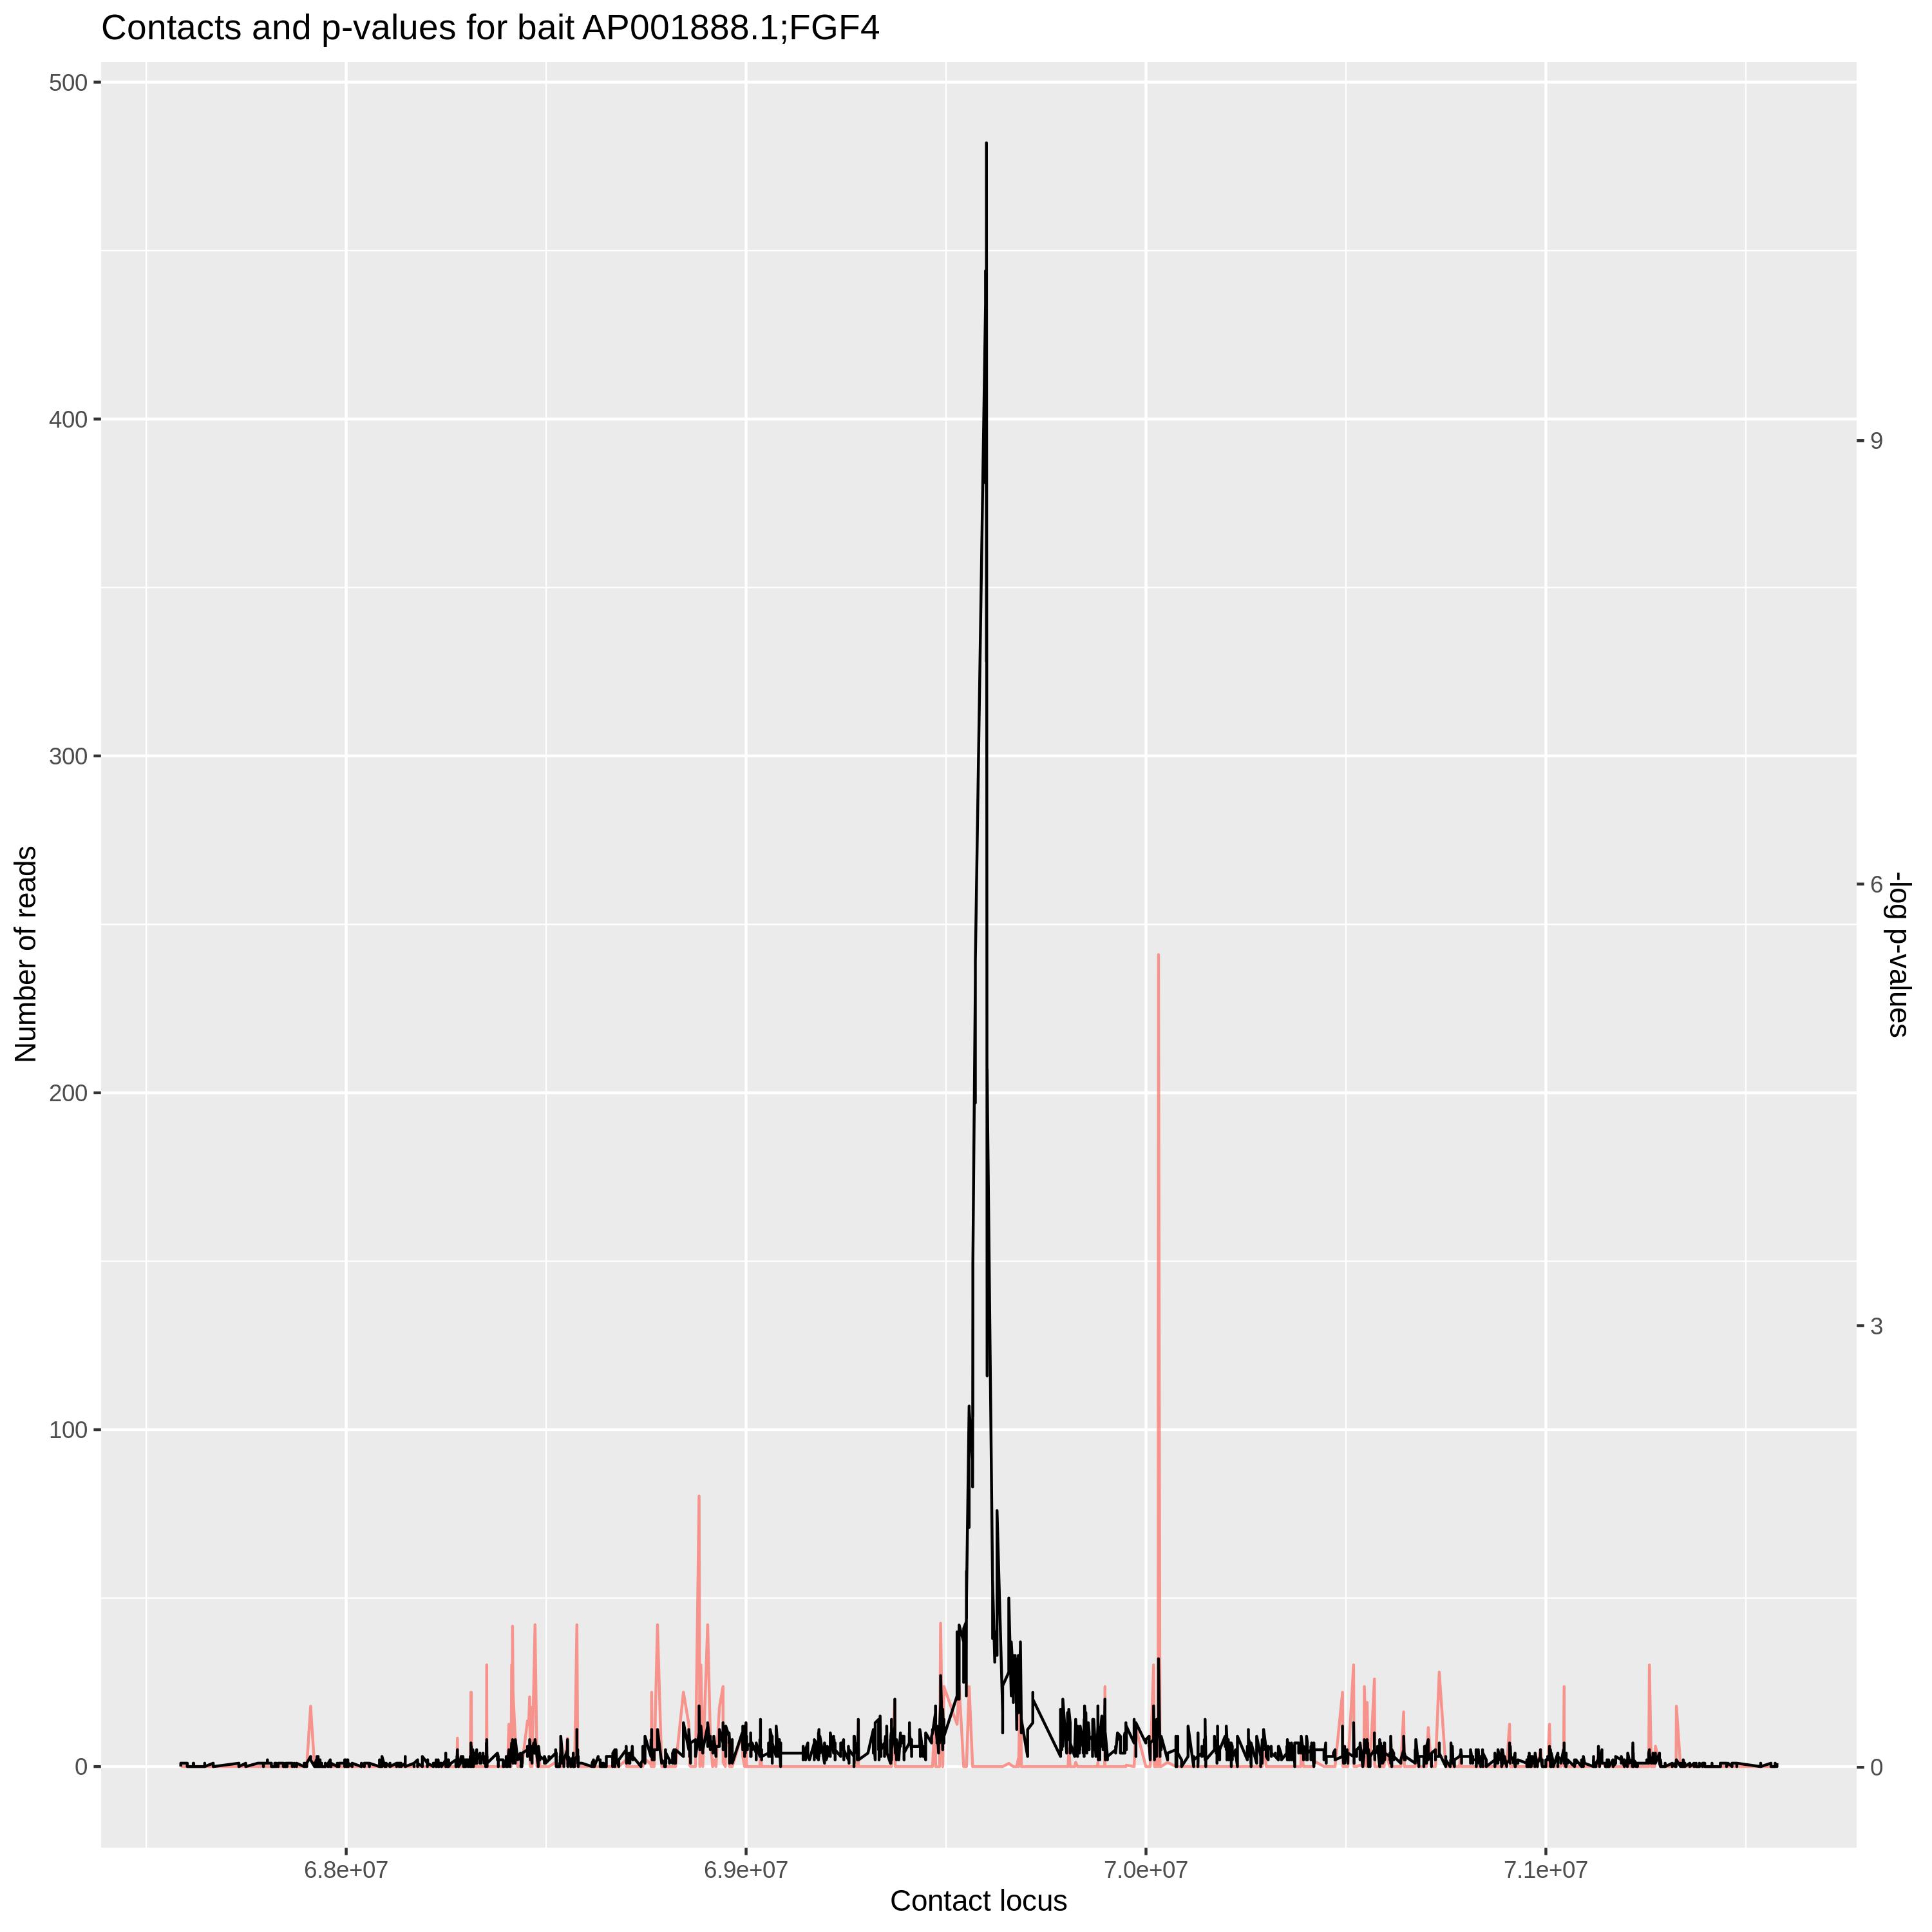 Contacts and p-values for bait AP001888.1;FGF4
500
400
300
200
100
0
Number of reads
9
6
3
0
-log p-values
6.8e+07 6.9e+07 7.0e+07 7.1e+07
Contact locus